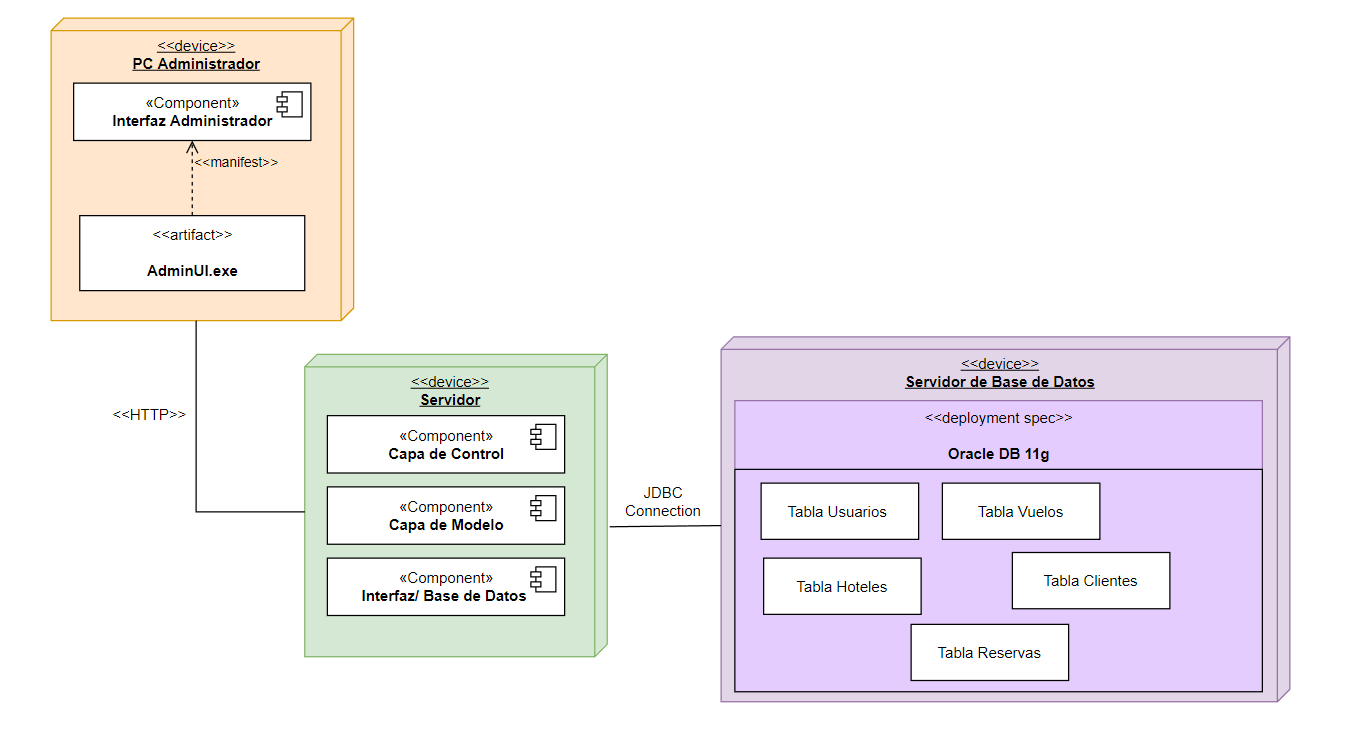 <<device>>
PC Administrador
«Component»
Interfaz Administrador
<<manifest>>
<<artifact>>
AdminUI.exe
<<HTTP>>
<<device>>
Servidor
«Component»
Capa de Control
«Component»
Capa de Modelo
«Component»
Interfaz/ Base de Datos
JDBC
Connection
<<device>>
Servidor de Base de Datos
<<deployment spec>>
Oracle DB 11g
Tabla Usuarios
Tabla Vuelos
Tabla Hoteles
Tabla Clientes
Tabla Reservas